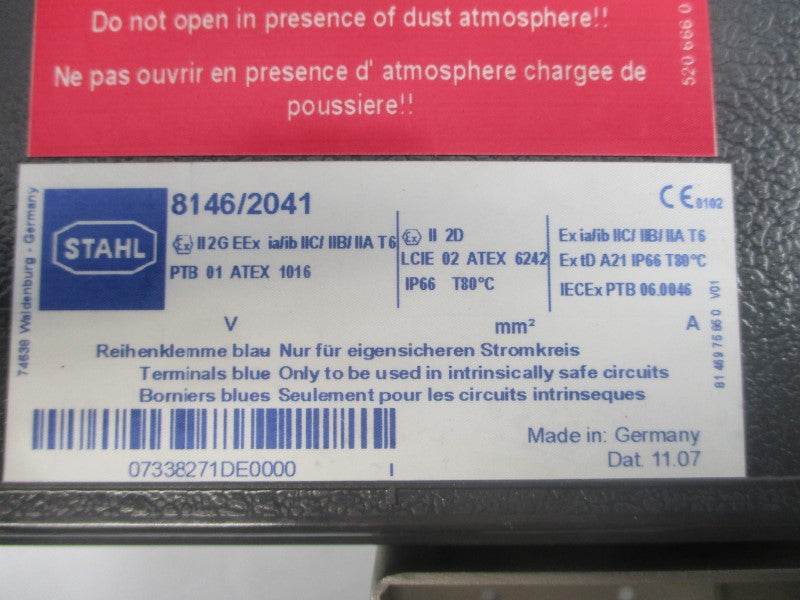 Do not open in presence of dust atmosphere!!
Ne pas ouvrir en presence d' atmosphere chargee de
poussiere!!
520 666 0
74638 Waldenburg - Germany
STAHL
8146/2041
CE 0102
Ex II 2G EEx ia/ib IIC/ IIB/ IIA T6
PTB 01 ATEX 1016
Ex II 2D
LCIE 02 ATEX 6242
IP66 T80°C
Ex ia/ib IIC/ IIB/ IIA T6
Ex tD A21 IP66 T80°C
IECEx PTB 06.0046
V mm² A
Reihenklemme blau Nur für eigensicheren Stromkreis
Terminals blue Only to be used in intrinsically safe circuits
Borniers bleues Seulement pour les circuits intrinseques
81 469 75 96 0 V01
07338271DE0000 I
Made in: Germany
Dat. 11.07